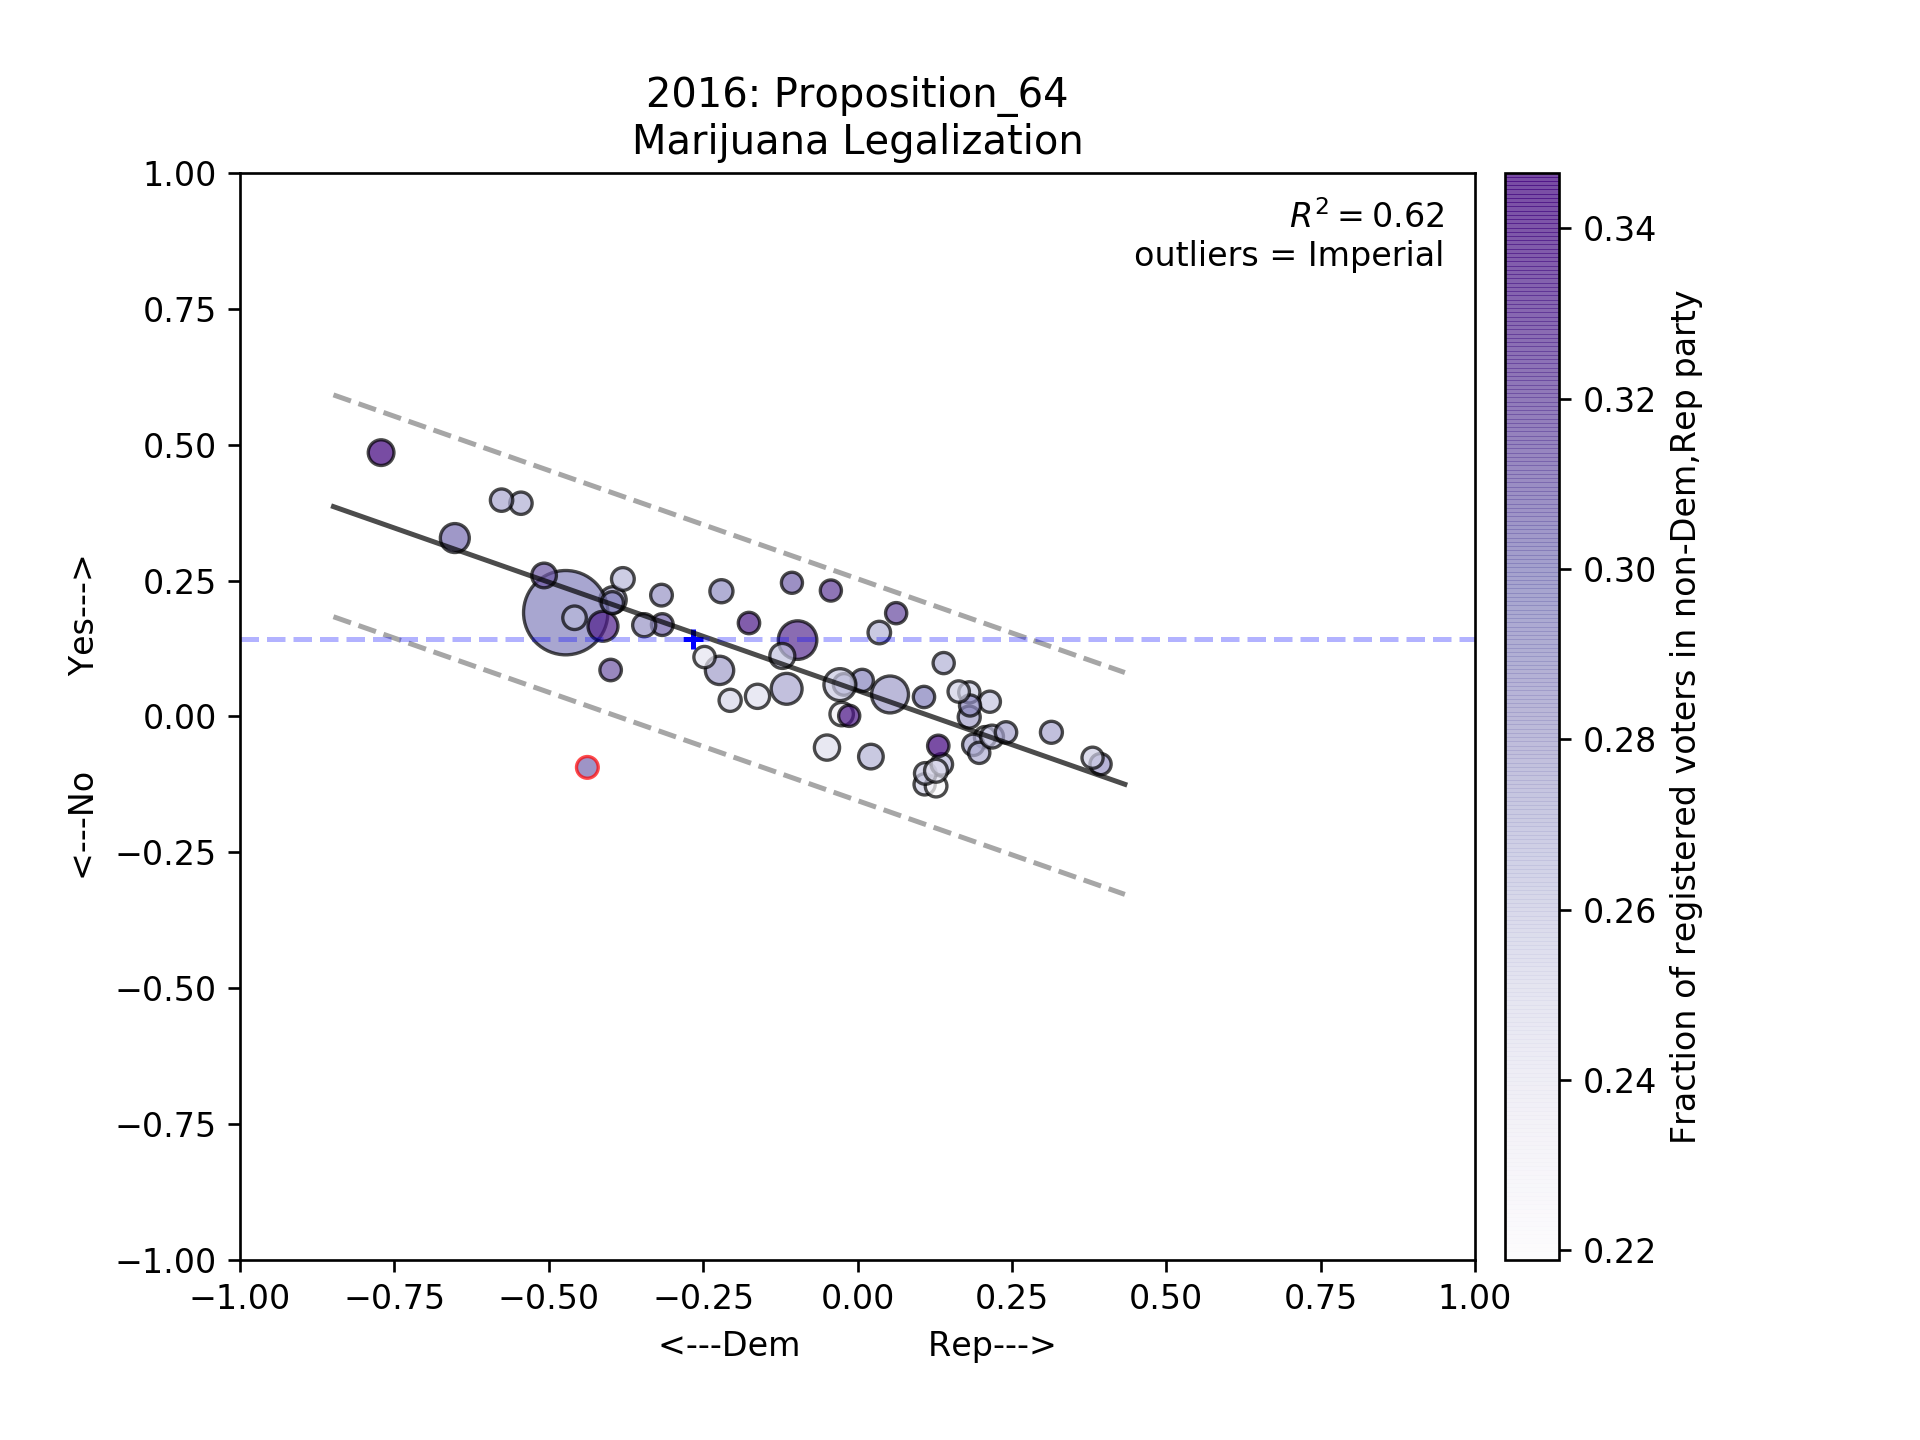 2016: Proposition_64
Marijuana Legalization
R² = 0.62
outliers = Imperial
1.00
0.75
0.50
0.25
0.00
−0.25
−0.50
−0.75
−1.00
<---No Yes--->
−1.00 −0.75 −0.50 −0.25 0.00 0.25 0.50 0.75 1.00
<---Dem Rep--->
0.34
0.32
0.30
0.28
0.26
0.24
0.22
Fraction of registered voters in non-Dem,Rep party